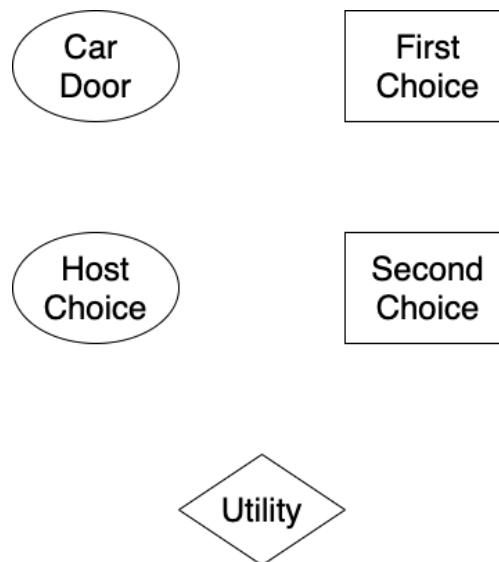 Car
Door
First
Choice
Host
Choice
Second
Choice
Utility